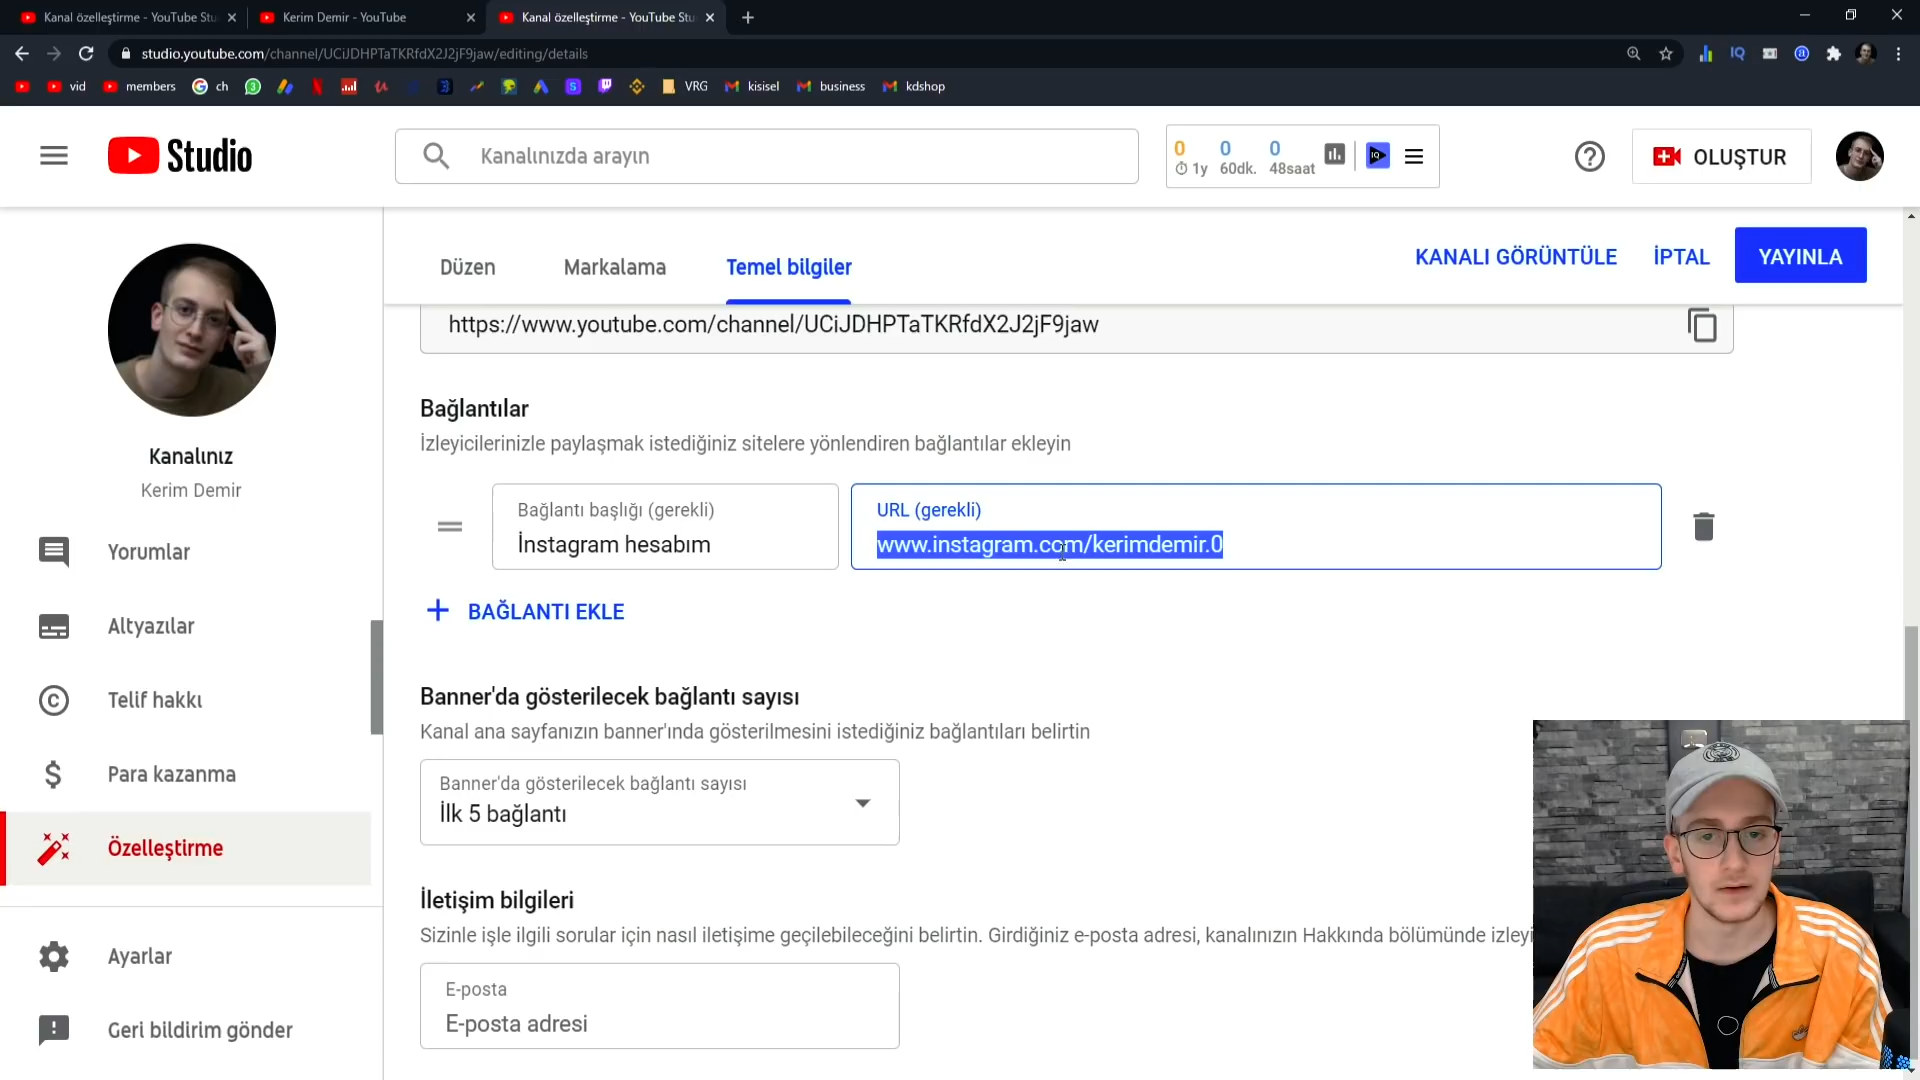 Kanal özelleştirme - YouTube Stu
Kerim Demir - YouTube
Kanal özelleştirme - YouTube Stu
studio.youtube.com/channel/UCiJDHPTaTKRfdX2J2jF9jaw/editing/details
vid
members
ch
VRG
kisisel
business
kdshop
Studio
Kanalınızda arayın
0 0 0
1y 60dk. 48saat
OLUŞTUR
Düzen
Markalama
Temel bilgiler
KANALI GÖRÜNTÜLE
İPTAL
YAYINLA
https://www.youtube.com/channel/UCiJDHPTaTKRfdX2J2jF9jaw
Kanalınız
Kerim Demir
Yorumlar
Altyazılar
Telif hakkı
Para kazanma
Özelleştirme
Ayarlar
Geri bildirim gönder
Bağlantılar
İzleyicilerinizle paylaşmak istediğiniz sitelere yönlendiren bağlantılar ekleyin
Bağlantı başlığı (gerekli)
İnstagram hesabım
URL (gerekli)
www.instagram.com/kerimdemir.0
BAĞLANTI EKLE
Banner'da gösterilecek bağlantı sayısı
Kanal ana sayfanızın banner'ında gösterilmesini istediğiniz bağlantıları belirtin
Banner'da gösterilecek bağlantı sayısı
İlk 5 bağlantı
İletişim bilgileri
Sizinle işle ilgili sorular için nasıl iletişime geçilebileceğini belirtin. Girdiğiniz e-posta adresi, kanalınızın Hakkında bölümünde izleyi
E-posta
E-posta adresi